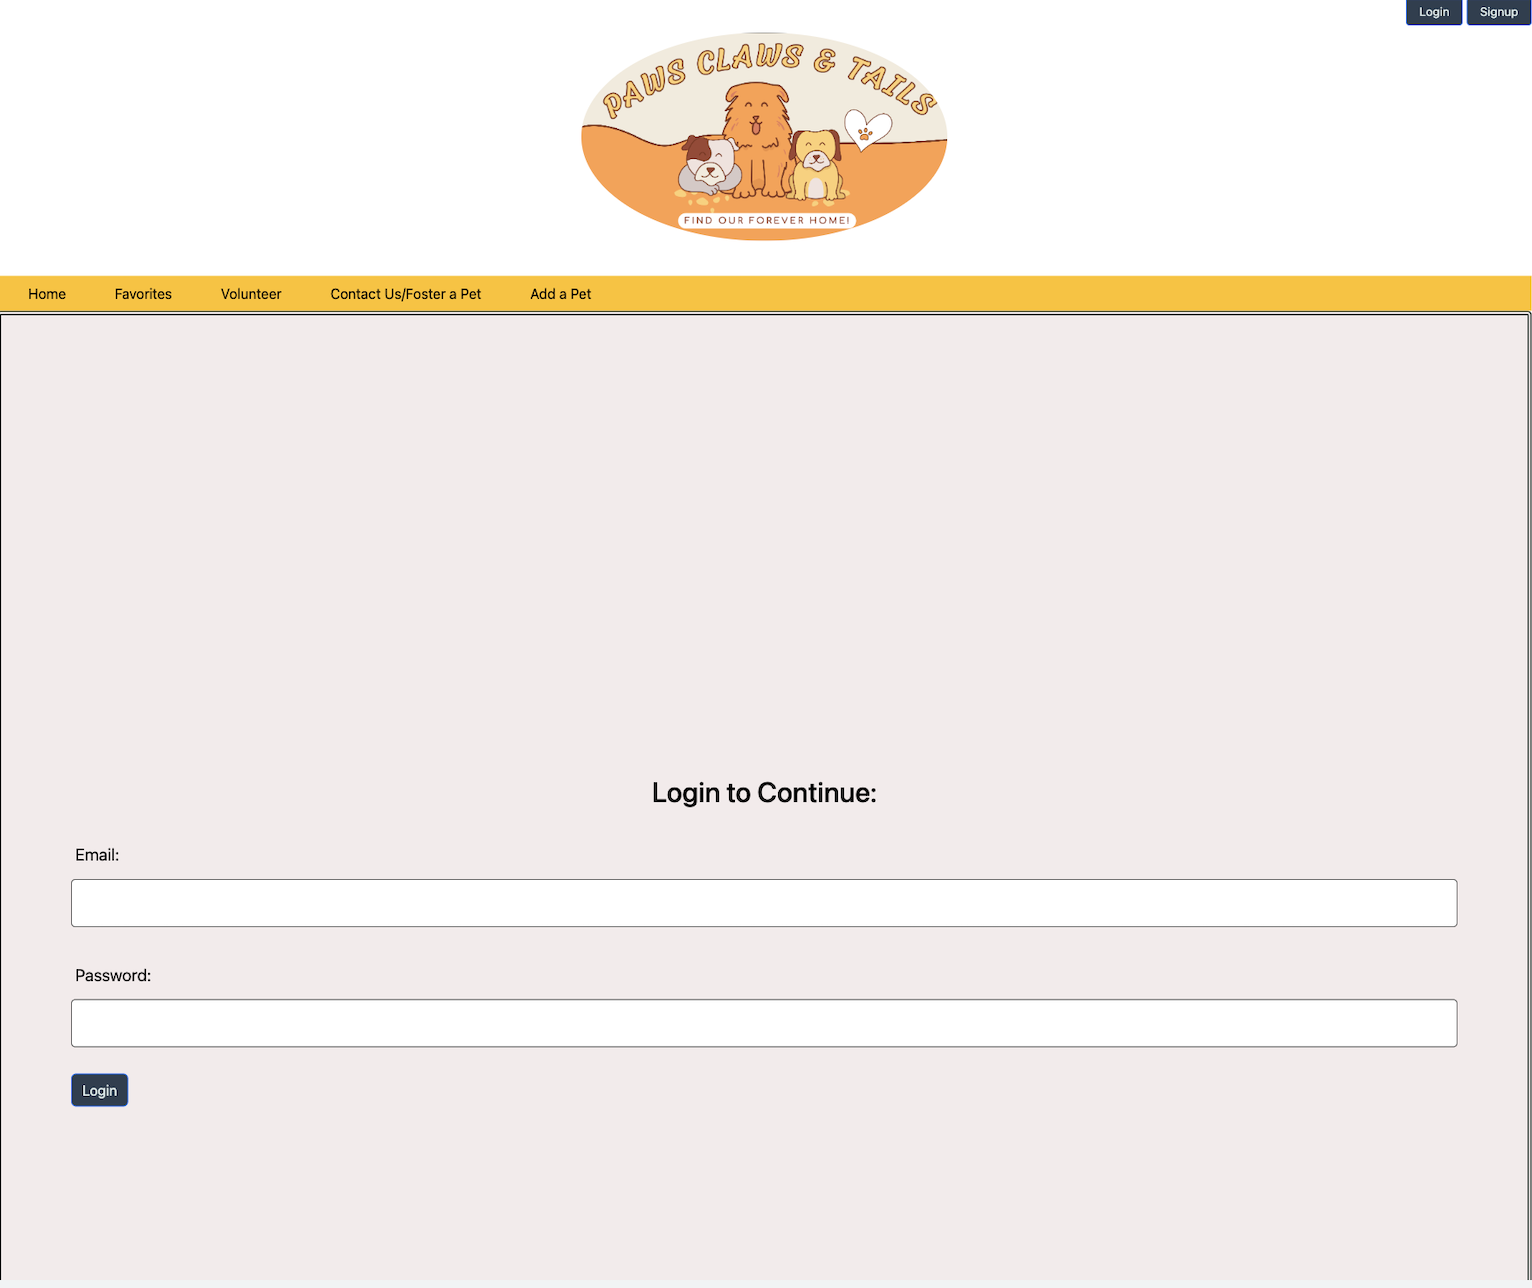 Login Signup
PAWS CLAWS & TAILS
FIND OUR FOREVER HOME!
Home Favorites Volunteer Contact Us/Foster a Pet Add a Pet
Login to Continue:
Email:
Password:
Login